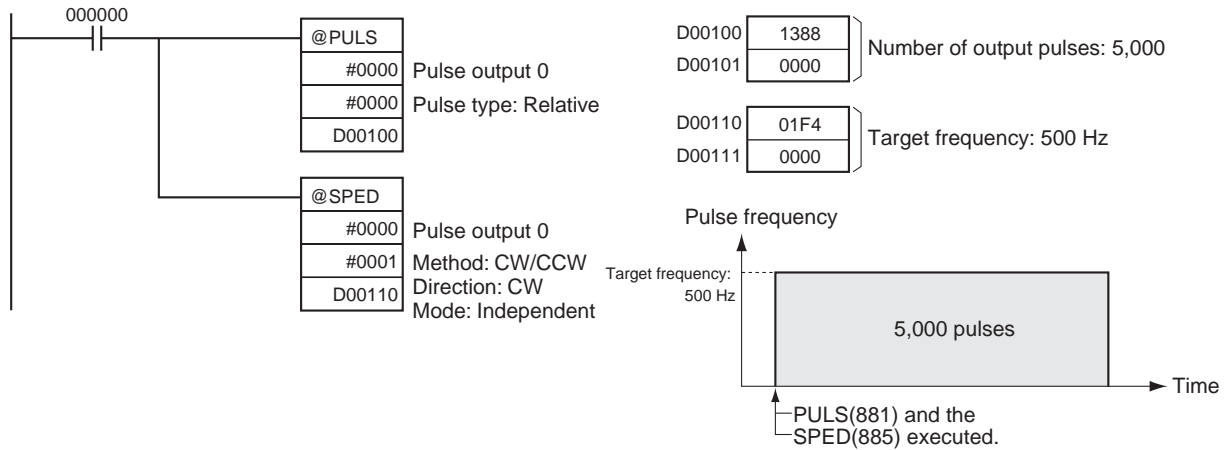 000000
@PULS
#0000 Pulse output 0
#0000 Pulse type: Relative
D00100
@SPED
#0000 Pulse output 0
#0001 Method: CW/CCW
Direction: CW
D00110
Mode: Independent
D00100 1388
D00101 0000
Number of output pulses: 5,000
D00110 01F4
D00111 0000
Target frequency: 500 Hz
Pulse frequency
Target frequency:
500 Hz
5,000 pulses
Time
PULS(881) and the
SPED(885) executed.